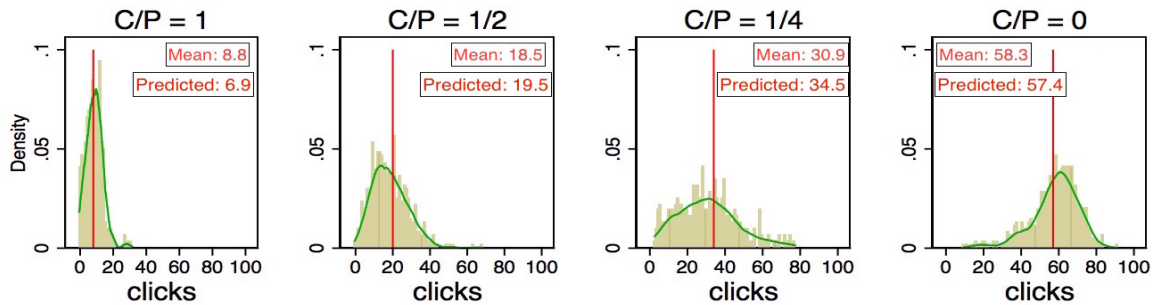 C/P = 1
.1
.05
0
Density
Mean: 8.8
Predicted: 6.9
0 20 40 60 80 100
clicks
C/P = 1/2
.1
.05
0
Mean: 18.5
Predicted: 19.5
0 20 40 60 80 100
clicks
C/P = 1/4
.1
.05
0
Mean: 30.9
Predicted: 34.5
0 20 40 60 80 100
clicks
C/P = 0
.1
.05
0
Mean: 58.3
Predicted: 57.4
0 20 40 60 80 100
clicks